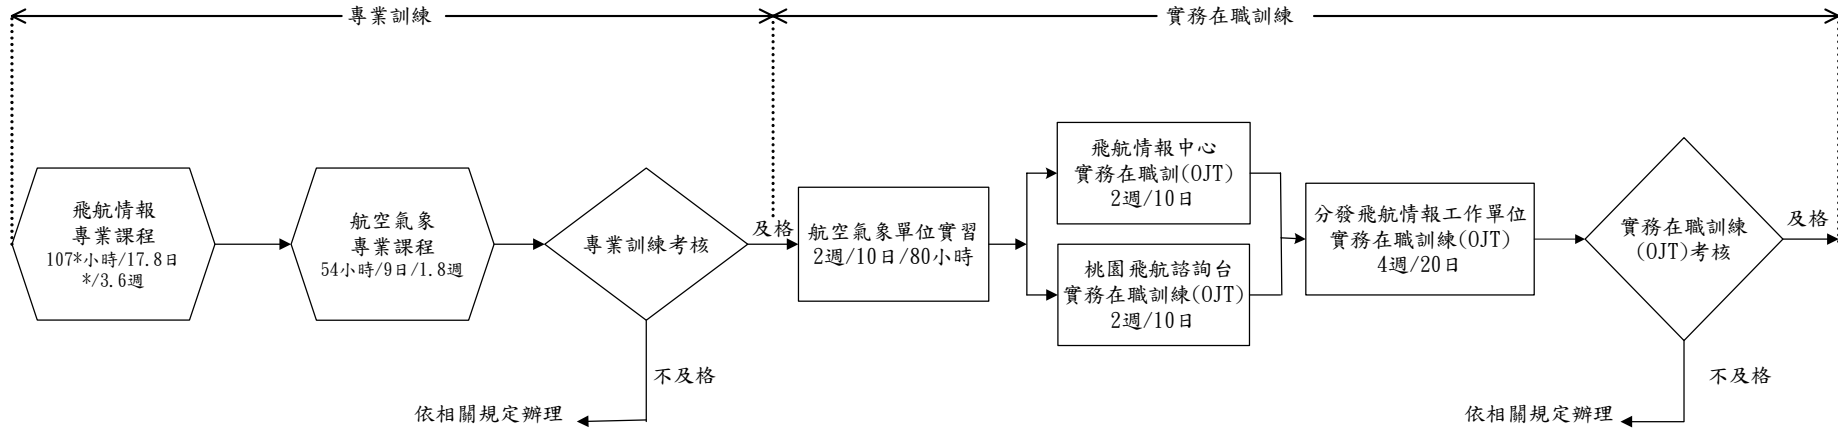 專業訓練
實務在職訓練
飛航情報
專業課程
107*小時/17.8日
*/3.6週
航空氣象
專業課程
54小時/9日/1.8週
專業訓練考核
及格
不及格
依相關規定辦理
航空氣象單位實習
2週/10日/80小時
飛航情報中心
實務在職訓(OJT)
2週/10日
桃園飛航諮詢台
實務在職訓練(OJT)
2週/10日
分發飛航情報工作單位
實務在職訓練(OJT)
4週/20日
實務在職訓練
(OJT)考核
及格
不及格
依相關規定辦理